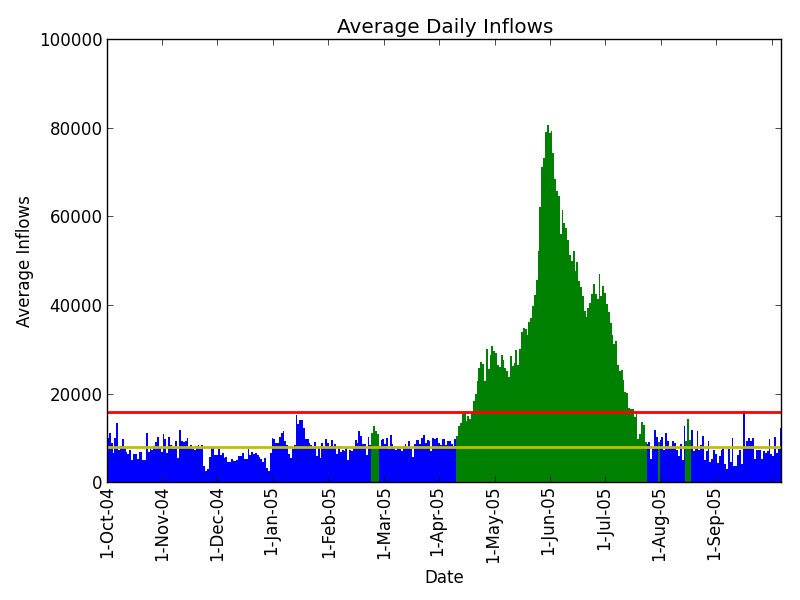 Average Daily Inflows
100000
80000
60000
40000
20000
0
Average Inflows
1-Oct-04
1-Nov-04
1-Dec-04
1-Jan-05
1-Feb-05
1-Mar-05
1-Apr-05
1-May-05
1-Jun-05
1-Jul-05
1-Aug-05
1-Sep-05
Date